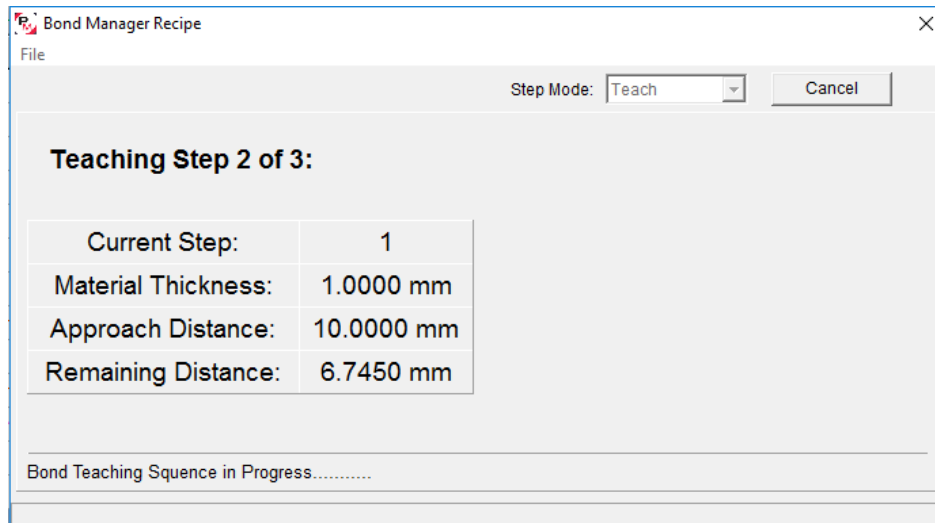 Bond Manager Recipe
File
Step Mode: Teach Cancel
Teaching Step 2 of 3:
Current Step: 1
Material Thickness: 1.0000 mm
Approach Distance: 10.0000 mm
Remaining Distance: 6.7450 mm
Bond Teaching Squence in Progress...........